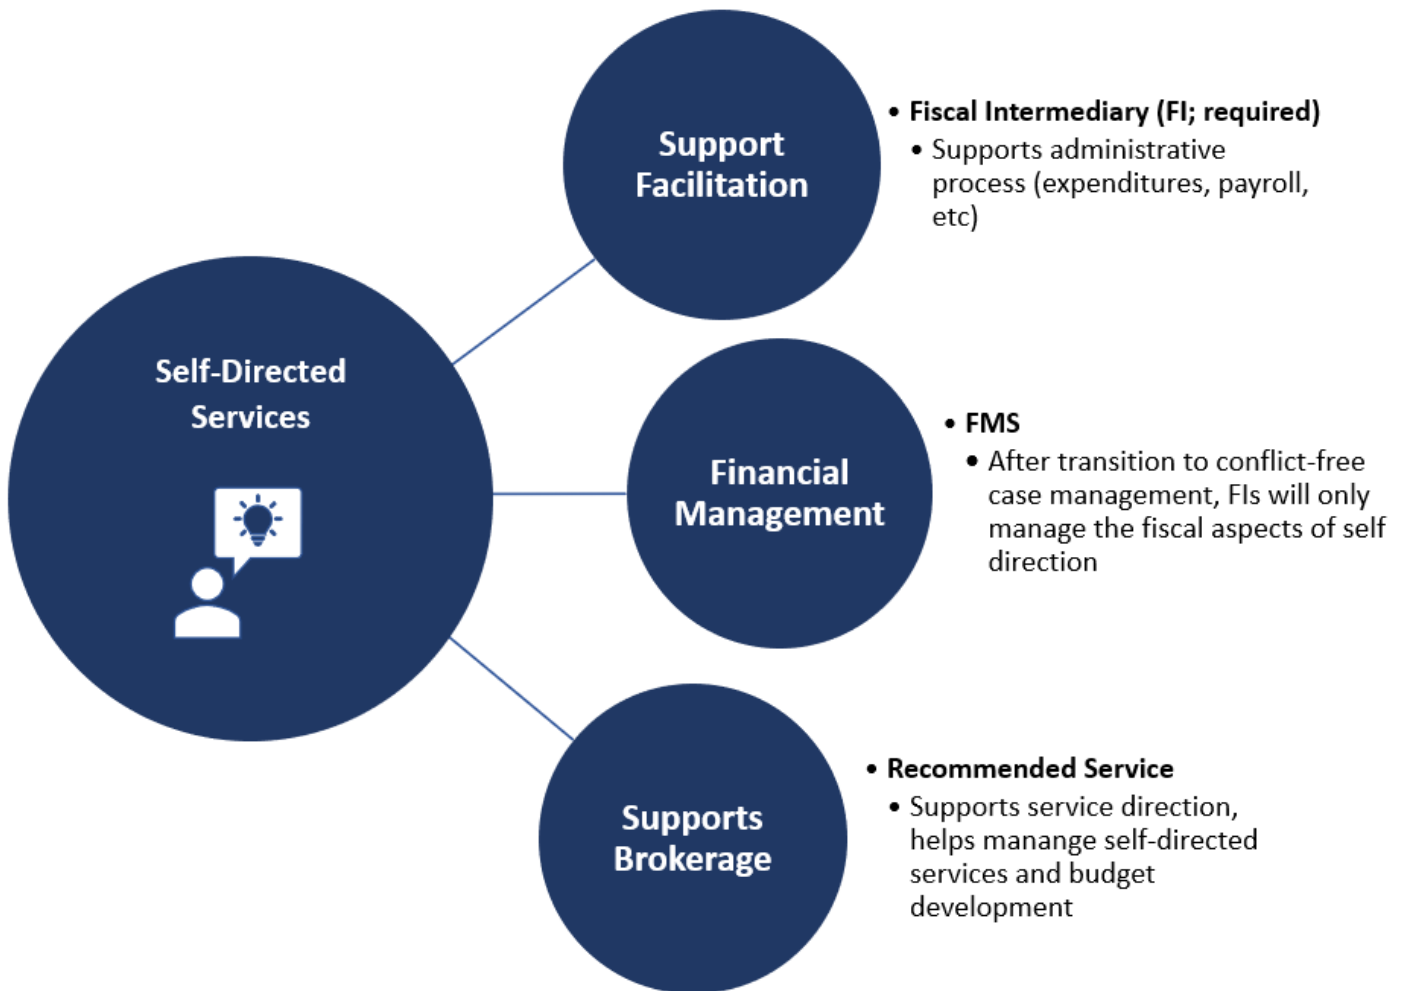 Self-Directed
Services
Support
Facilitation
• Fiscal Intermediary (FI; required)
• Supports administrative
process (expenditures, payroll,
etc)
Financial
Management
• FMS
• After transition to conflict-free
case management, FIs will only
manage the fiscal aspects of self
direction
Supports
Brokerage
• Recommended Service
• Supports service direction,
helps manange self-directed
services and budget
development